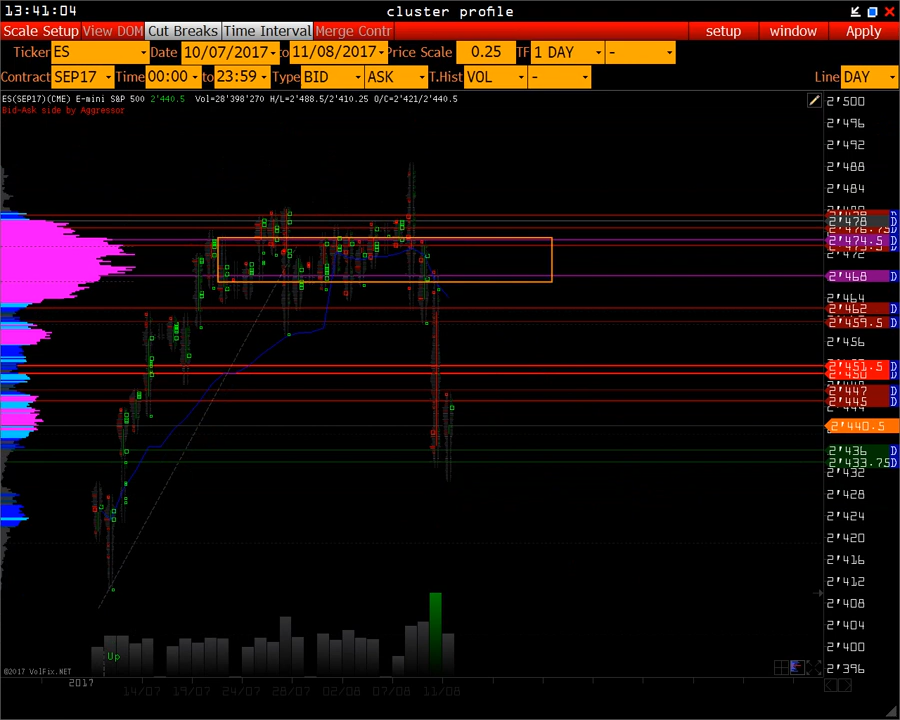 13:41:04 cluster profile
Scale Setup View DOM Cut Breaks Time Interval Merge Contr setup window Apply
Ticker ES Date 10/07/2017 to 11/08/2017 Price Scale 0.25 TF 1 DAY -
Contract SEP17 Time 00:00 to 23:59 Type BID ASK T.Hist VOL - Line DAY
ES(SEP17)(CME) E-mini S&P 500 2'440.5 Vol=28'398'270 H/L=2'488.5/2'410.25 O/C=2'421/2'440.5
Bid-Ask side by Aggressor
2'500
2'496
2'492
2'488
2'484
2'478 D
2'476.75 D
2'474.5 D
2'472
2'468 D
2'464
2'462 D
2'459.5 D
2'456
2'451.5 D
2'450 D
2'447 D
2'445 D
2'444
2'440.5
2'436 D
2'433.75 D
2'432
2'428
2'424
2'420
2'416
2'412
2'408
2'404
2'400
2'396
Up
©2017 VolFix.NET
2017
14/07 19/07 24/07 28/07 02/08 07/08 11/08